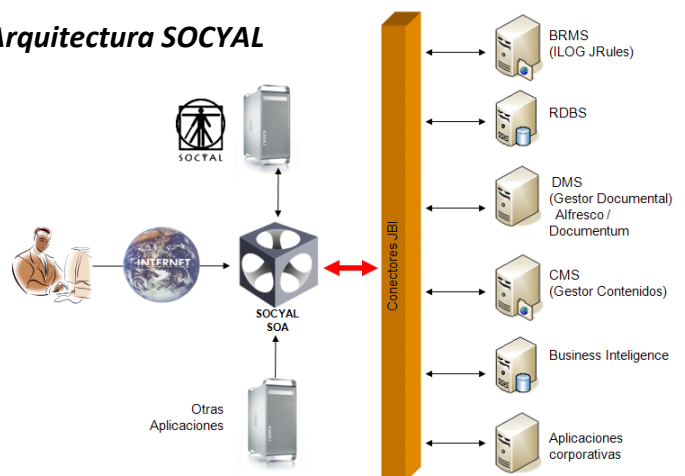 Arquitectura SOCYAL
SOCYAL
INTERNET
SOCYAL
SOA
Otras
Aplicaciones
Conectores JBI
BRMS
(ILOG JRules)
RDBS
DMS
(Gestor Documental)
Alfresco /
Documentum
CMS
(Gestor Contenidos)
Business Inteligence
Aplicaciones
corporativas